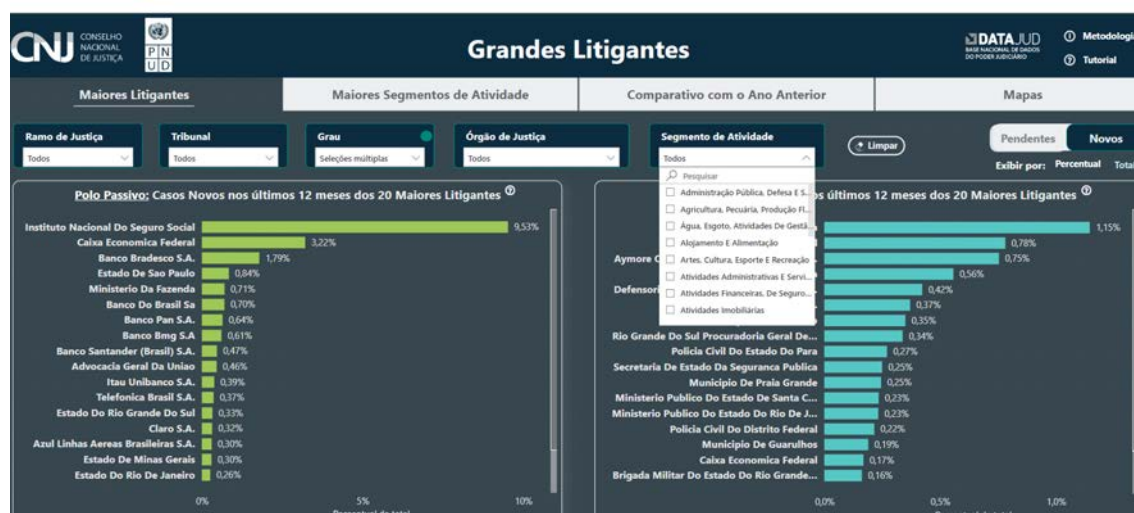 CNJ CONSELHO NACIONAL DE JUSTIÇA
PNUD
Grandes Litigantes
DATAJUD
BASE NACIONAL DE DADOS DO PODER JUDICIÁRIO
Metodologia
Tutorial
Maiores Litigantes
Maiores Segmentos de Atividade
Comparativo com o Ano Anterior
Mapas
Ramo de Justiça
Todos
Tribunal
Todos
Grau
Seleções múltiplas
Órgão de Justiça
Todos
Segmento de Atividade
Todos
Pesquisar
Administração Pública, Defesa E S...
Agricultura, Pecuária, Produção Fl...
Água, Esgoto, Atividades De Gestã...
Alojamento E Alimentação
Artes, Cultura, Esporte E Recreação
Atividades Administrativas E Servi...
Atividades Financeiras, De Seguro...
Atividades Imobiliárias
Limpar
Pendentes
Novos
Exibir por: Percentual Total
Polo Passivo: Casos Novos nos últimos 12 meses dos 20 Maiores Litigantes
Instituto Nacional Do Seguro Social 9,53%
Caixa Economica Federal 3,22%
Banco Bradesco S.A. 1,79%
Estado De Sao Paulo 0,84%
Ministerio Da Fazenda 0,71%
Banco Do Brasil Sa 0,70%
Banco Pan S.A. 0,64%
Banco Bmg S.A 0,61%
Banco Santander (Brasil) S.A. 0,47%
Advocacia Geral Da Uniao 0,46%
Itau Unibanco S.A. 0,39%
Telefonica Brasil S.A. 0,37%
Estado Do Rio Grande Do Sul 0,33%
Claro S.A. 0,32%
Azul Linhas Aereas Brasileiras S.A. 0,30%
Estado De Minas Gerais 0,30%
Estado Do Rio De Janeiro 0,26%
0% 5% 10%
s últimos 12 meses dos 20 Maiores Litigantes
1,15%
0,78%
Aymore C 0,75%
0,56%
Defensori 0,42%
0,37%
0,35%
Rio Grande Do Sul Procuradoria Geral De... 0,34%
Policia Civil Do Estado Do Para 0,27%
Secretaria De Estado Da Seguranca Publica 0,25%
Municipio De Praia Grande 0,25%
Ministerio Publico Do Estado De Santa C... 0,23%
Ministerio Publico Do Estado Do Rio De J... 0,23%
Policia Civil Do Distrito Federal 0,22%
Municipio De Guarulhos 0,19%
Caixa Economica Federal 0,17%
Brigada Militar Do Estado Do Rio Grande... 0,16%
0,0% 0,5% 1,0%